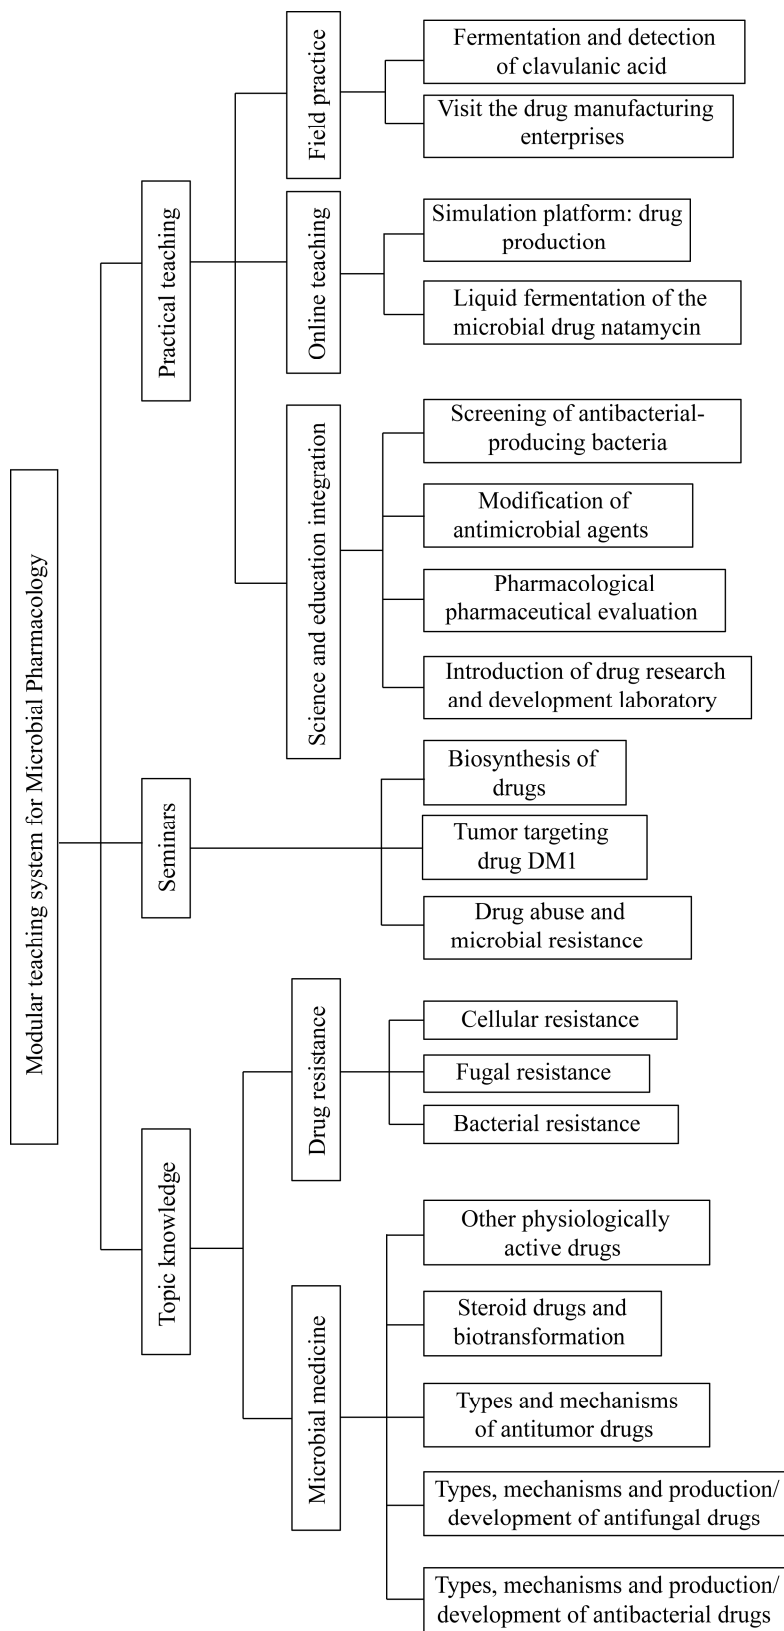 Modular teaching system for Microbial Pharmacology
Practical teaching
Field practice
Fermentation and detection
of clavulanic acid
Visit the drug manufacturing
enterprises
Online teaching
Simulation platform: drug
production
Liquid fermentation of the
microbial drug natamycin
Science and education integration
Screening of antibacterial-
producing bacteria
Modification of
antimicrobial agents
Pharmacological
pharmaceutical evaluation
Introduction of drug research
and development laboratory
Seminars
Biosynthesis of
drugs
Tumor targeting
drug DM1
Drug abuse and
microbial resistance
Topic knowledge
Drug resistance
Cellular resistance
Fugal resistance
Bacterial resistance
Microbial medicine
Other physiologically
active drugs
Steroid drugs and
biotransformation
Types and mechanisms
of antitumor drugs
Types, mechanisms and production/
development of antifungal drugs
Types, mechanisms and production/
development of antibacterial drugs